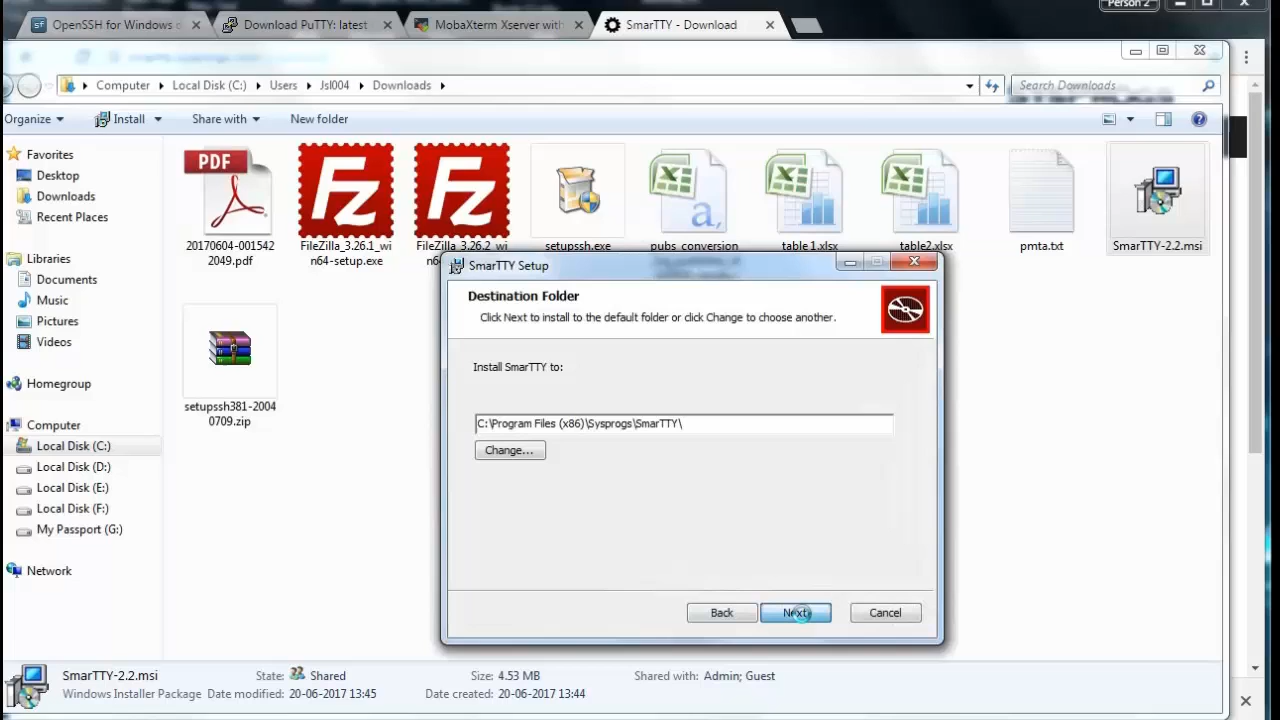 Person 2
OpenSSH for Windows
Download PuTTY: latest
MobaXterm Xserver with
SmarTTY - Download
Computer
Local Disk (C:)
Users
Jsl004
Downloads
Search Downloads
Organize
Install
Share with
New folder
Favorites
Desktop
Downloads
Recent Places
Libraries
Documents
Music
Pictures
Videos
Homegroup
Computer
Local Disk (C:)
Local Disk (D:)
Local Disk (E:)
Local Disk (F:)
My Passport (G:)
Network
PDF
20170604-001542
2049.pdf
FileZilla_3.26.1_wi
n64-setup.exe
FileZilla_3.26.2_wi
setupssh.exe
a,
pubs_conversion
table1.xlsx
table2.xlsx
pmta.txt
SmarTTY-2.2.msi
setupssh381-2004
0709.zip
SmarTTY Setup
Destination Folder
Click Next to install to the default folder or click Change to choose another.
Install SmarTTY to:
C:\Program Files (x86)\Sysprogs\SmarTTY\
Change...
Back
Next
Cancel
SmarTTY-2.2.msi
State:
Shared
Size: 4.53 MB
Shared with: Admin; Guest
Windows Installer Package
Date modified: 20-06-2017 13:45
Date created: 20-06-2017 13:44